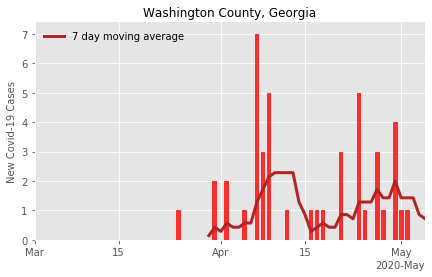 Washington County, Georgia
7 day moving average
New Covid-19 Cases
7
6
5
4
3
2
1
0
Mar 15 Apr 15 May
2020-May